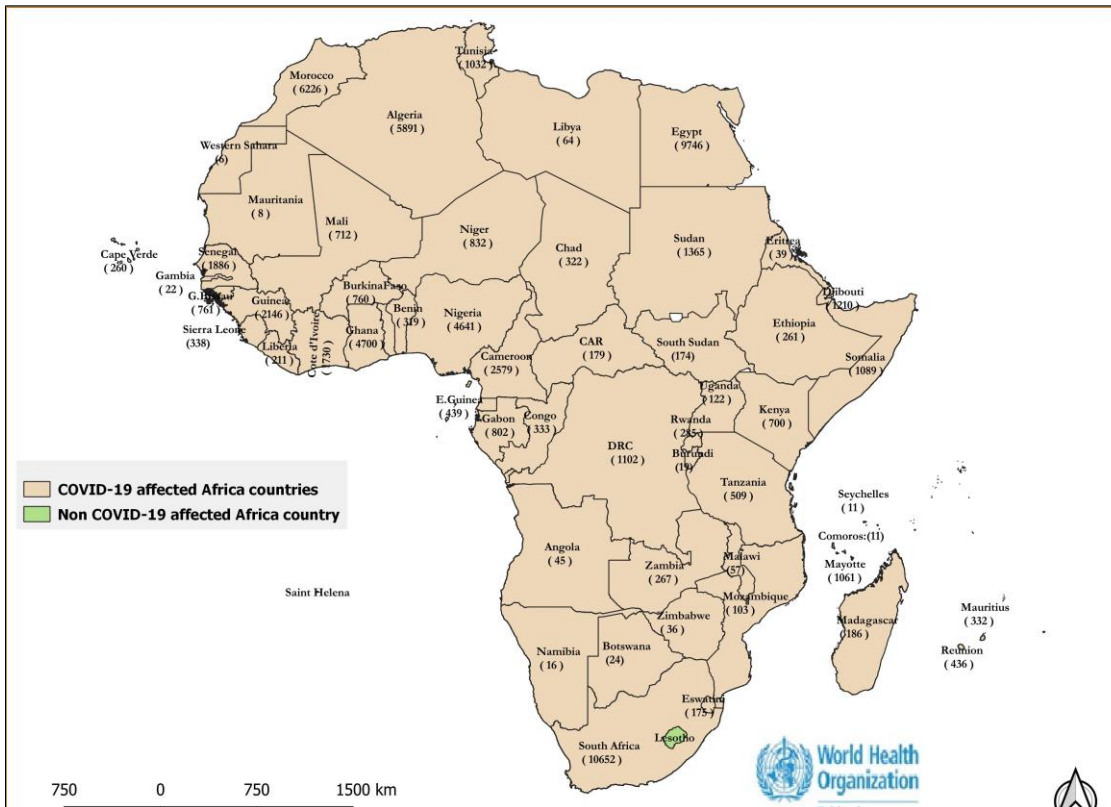 Tunisia
( 1032 )
Morocco
( 6226 )
Algeria
( 5891 )
Libya
( 64 )
Egypt
( 9746 )
Western Sahara
(6)
Mauritania
( 8 )
Mali
( 712 )
Niger
( 832 )
Chad
( 322 )
Sudan
( 1365 )
Eritrea
( 39 )
Cape Verde
( 260 )
Senegal
( 1886 )
Gambia
( 22 )
G.Bissau
( 761 )
Guinea
( 2146 )
BurkinaFaso
( 760 )
Benin
( 319 )
Nigeria
( 4641 )
Djibouti
( 1210 )
Ethiopia
( 261 )
Sierra Leone
(338)
Liberia
( 211 )
Cote d'Ivoire
( 1730 )
Ghana
( 4700 )
Cameroon
( 2579 )
CAR
( 179 )
South Sudan
(174)
Somalia
( 1089 )
E.Guinea
( 439 )
Gabon
( 802 )
Congo
( 333 )
Uganda
( 122 )
Kenya
( 700 )
Rwanda
( 285 )
DRC
( 1102 )
Burundi
(19)
Tanzania
( 509 )
COVID-19 affected Africa countries
Non COVID-19 affected Africa country
Seychelles
( 11 )
Comoros:(11)
Mayotte
( 1061 )
Angola
( 45 )
Zambia
( 267 )
Malawi
(57)
Mozambique
( 103 )
Saint Helena
Zimbabwe
( 36 )
Madagascar
( 186 )
Mauritius
( 332 )
Reunion
( 436 )
Namibia
( 16 )
Botswana
(24)
Eswatini
( 175 )
Lesotho
South Africa
( 10652 )
World Health
Organization
750 0 750 1500 km